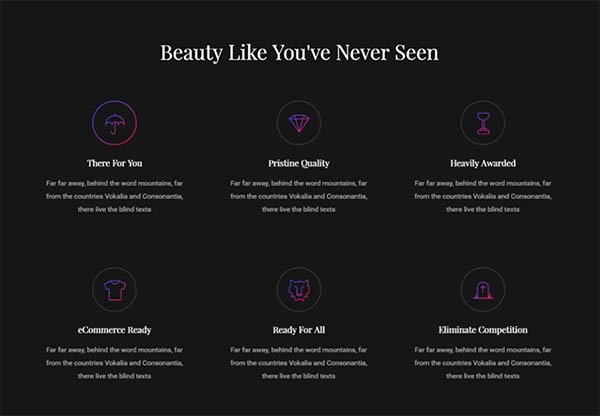 Beauty Like You've Never Seen
There For You
Far far away, behind the word mountains, far
from the countries Vokalia and Consonantia,
there live the blind texts
Pristine Quality
Far far away, behind the word mountains, far
from the countries Vokalia and Consonantia,
there live the blind texts
Heavily Awarded
Far far away, behind the word mountains, far
from the countries Vokalia and Consonantia,
there live the blind texts
eCommerce Ready
Far far away, behind the word mountains, far
from the countries Vokalia and Consonantia,
there live the blind texts
Ready For All
Far far away, behind the word mountains, far
from the countries Vokalia and Consonantia,
there live the blind texts
Eliminate Competition
Far far away, behind the word mountains, far
from the countries Vokalia and Consonantia,
there live the blind texts